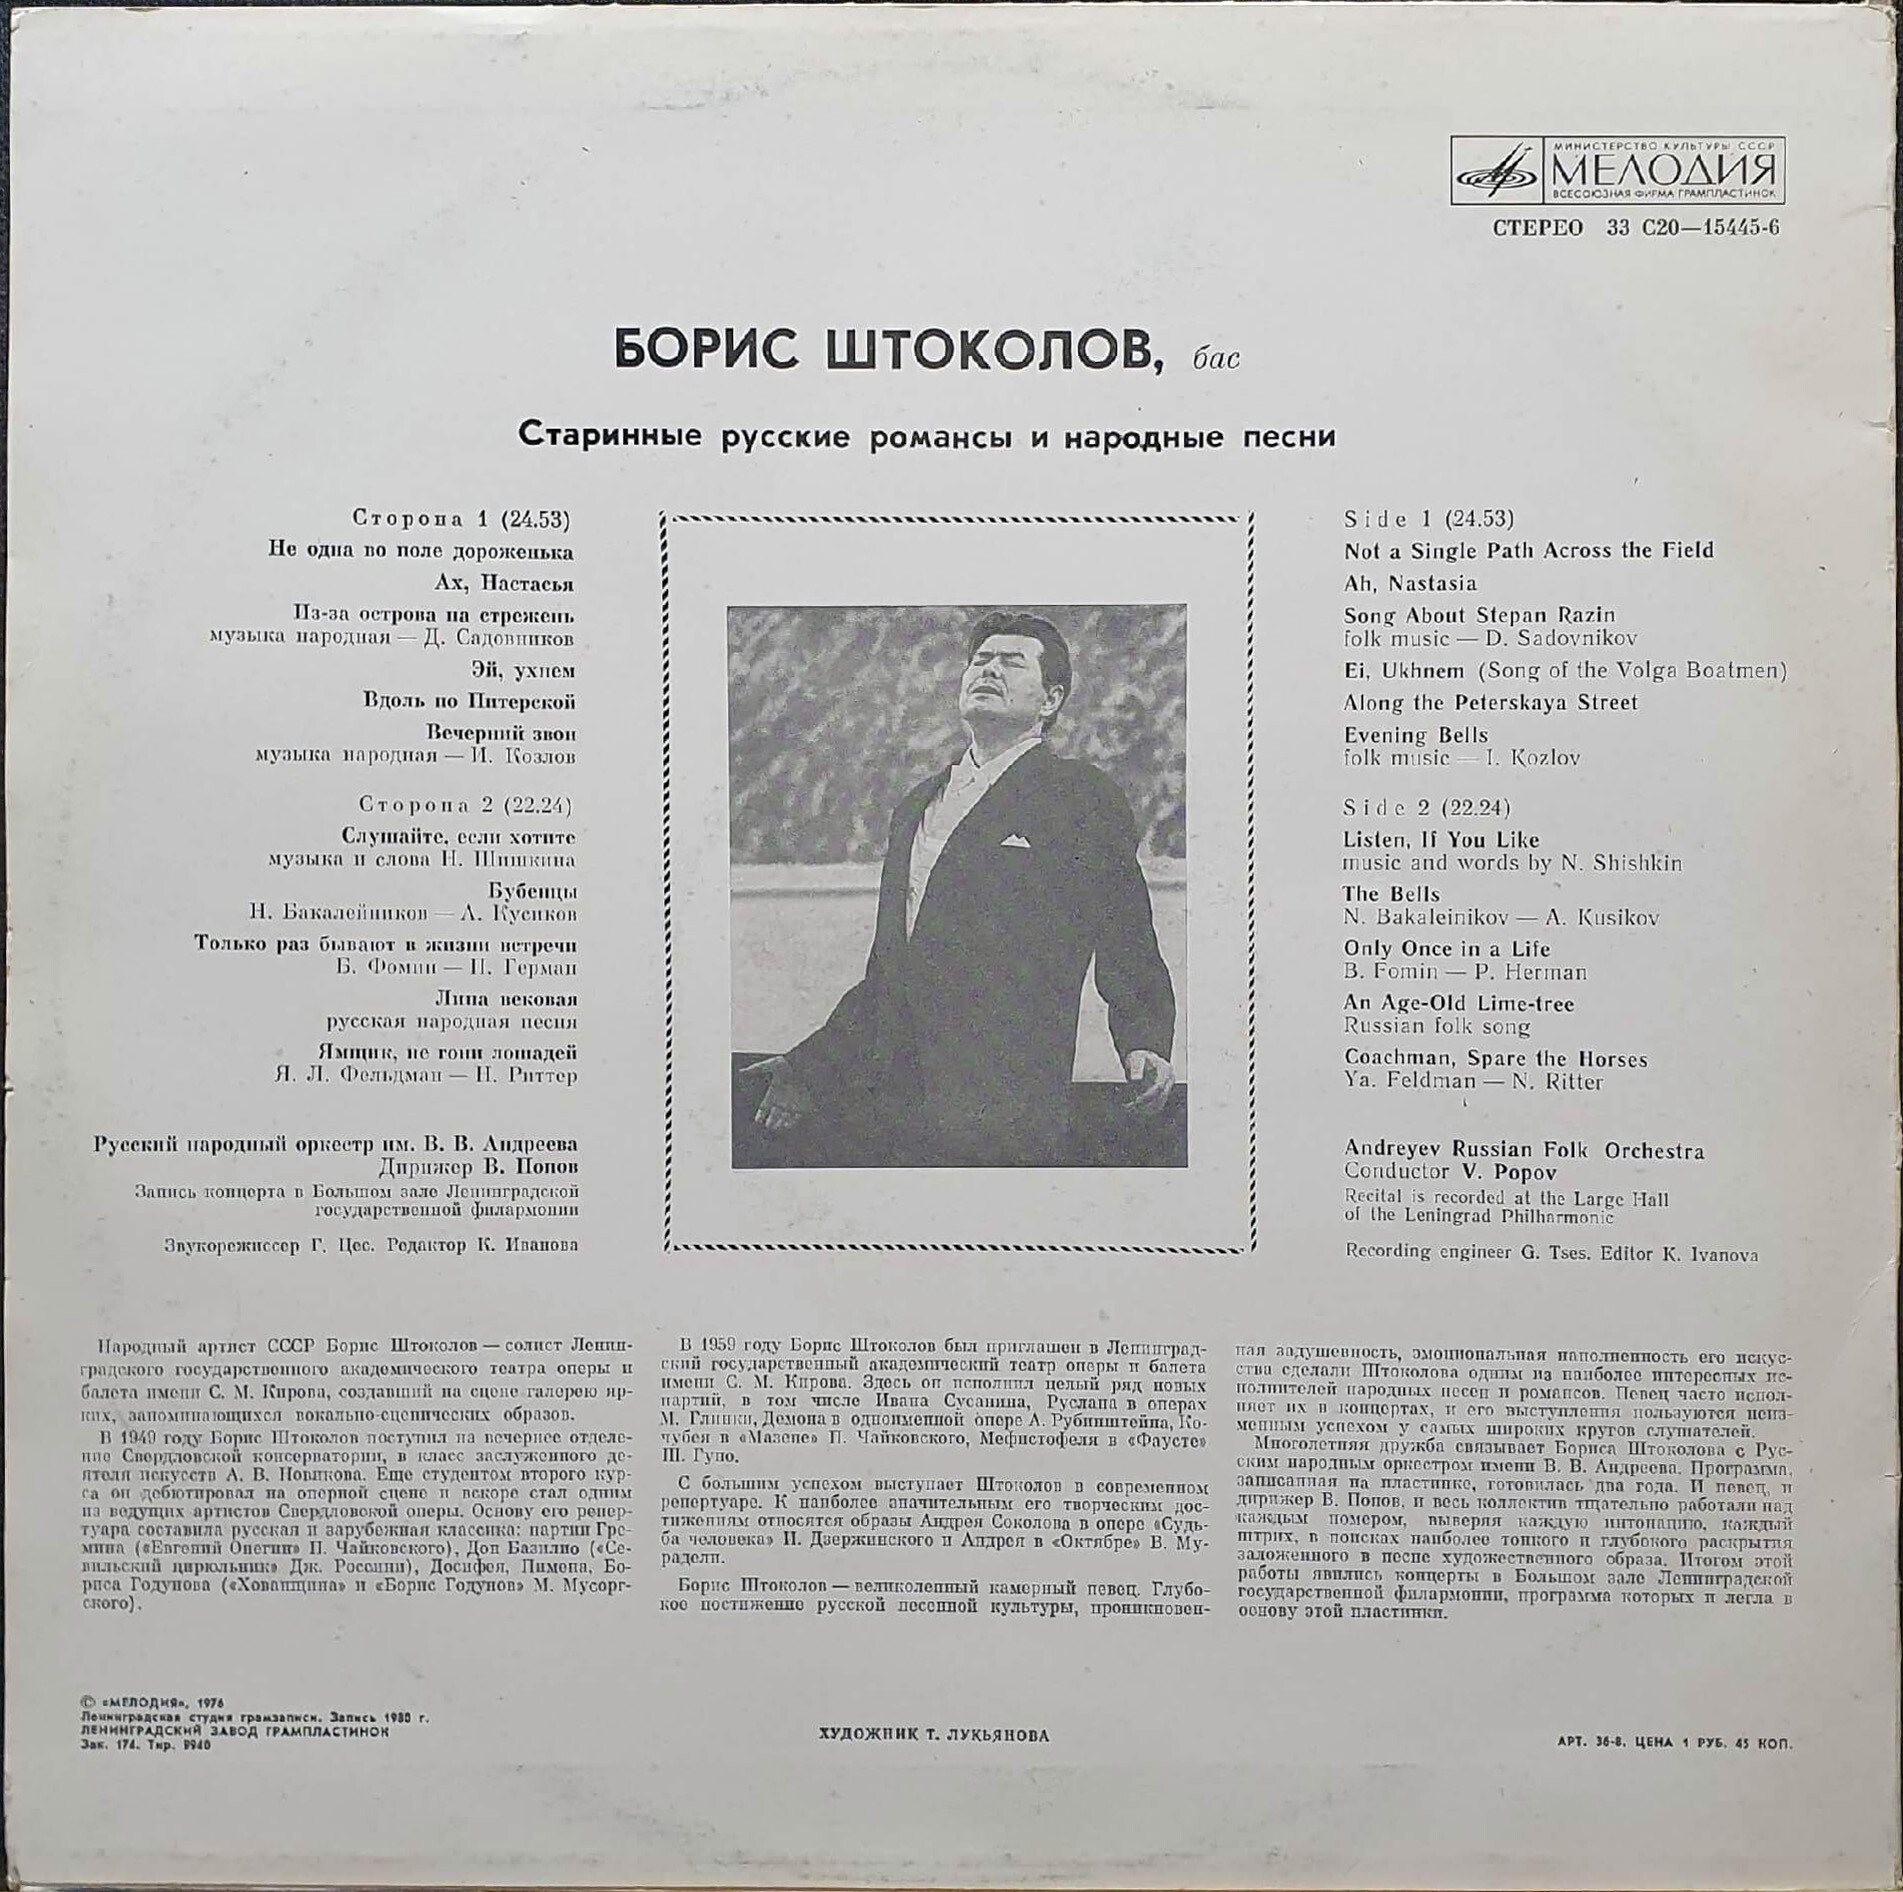 МИНИСТЕРСТВО КУЛЬТУРЫ СССР
МЕЛОДИЯ
ВСЕСОЮЗНАЯ ФИРМА ГРАМПЛАСТИНОК
СТЕРЕО 33 С20—15445-6
БОРИС ШТОКОЛОВ, бас
Старинные русские романсы и народные песни
Сторона 1 (24.53)
Не одна во поле дороженька
Ах, Настасья
Из-за острова на стрежень
музыка народная — Д. Садовников
Эй, ухнем
Вдоль по Питерской
Вечерний звон
музыка народная — И. Козлов
Сторона 2 (22.24)
Слушайте, если хотите
музыка и слова Н. Шишкина
Бубенцы
Н. Бакалейников — А. Кусиков
Только раз бывают в жизни встречи
Б. Фомин — П. Герман
Липа вековая
русская народная песня
Ямщик, не гони лошадей
Я. Л. Фельдман — Н. Риттер
Русский народный оркестр им. В. В. Андреева
Дирижер В. Попов
Запись концерта в Большом зале Ленинградской
государственной филармонии
Звукорежиссер Г. Цес. Редактор К. Иванова
Side 1 (24.53)
Not a Single Path Across the Field
Ah, Nastasia
Song About Stepan Razin
folk music — D. Sadovnikov
Ei, Ukhnem (Song of the Volga Boatmen)
Along the Peterskaya Street
Evening Bells
folk music — I. Kozlov
Side 2 (22.24)
Listen, If You Like
music and words by N. Shishkin
The Bells
N. Bakaleinikov — A. Kusikov
Only Once in a Life
B. Fomin — P. Herman
An Age-Old Lime-tree
Russian folk song
Coachman, Spare the Horses
Ya. Feldman — N. Ritter
Andreyev Russian Folk Orchestra
Conductor V. Popov
Recital is recorded at the Large Hall
of the Leningrad Philharmonic
Recording engineer G. Tses. Editor K. Ivanova
Народный артист СССР Борис Штоколов — солист Ленин-
градского государственного академического театра оперы и
балета имени С. М. Кирова, создавший на сцене галерею яр-
ких, запоминающихся вокально-сценических образов.
В 1949 году Борис Штоколов поступил на вечернее отделе-
ние Свердловской консерватории, в класс заслуженного де-
ятеля искусств А. В. Новикова. Еще студентом второго кур-
са он дебютировал на оперной сцене и вскоре стал одним
из ведущих артистов Свердловской оперы. Основу его репер-
туара составила русская и зарубежная классика: партии Гре-
мина («Евгений Онегин» П. Чайковского), Дон Базилио («Се-
вильский цирюльник» Дж. Россини), Досифея, Пимена, Бо-
риса Годунова («Хованщина» и «Борис Годунов» М. Мусорг-
ского).
В 1959 году Борис Штоколов был приглашен в Ленинград-
ский государственный академический театр оперы и балета
имени С. М. Кирова. Здесь он исполнил целый ряд новых
партий, в том числе Ивана Сусанина, Руслана в операх
М. Глинки, Демона в одноименной опере А. Рубинштейна, Ко-
чубея в «Мазепе» П. Чайковского, Мефистофеля в «Фаусте»
Ш. Гуно.
С большим успехом выступает Штоколов в современном
репертуаре. К наиболее значительным его творческим дос-
тижениям относятся образы Андрея Соколова в опере «Судь-
ба человека» И. Дзержинского и Андрея в «Октябре» В. Му-
радели.
Борис Штоколов — великолепный камерный певец. Глубо-
кое постижение русской песенной культуры, проникновен-
ная задушевность, эмоциональная наполненность его искус-
ства сделали Штоколова одним из наиболее интересных ис-
полнителей народных песен и романсов. Певец часто испол-
няет их в концертах, и его выступления пользуются неиз-
менным успехом у самых широких кругов слушателей.
Многолетняя дружба связывает Бориса Штоколова с Рус-
ским народным оркестром имени В. В. Андреева. Программа,
записанная на пластинке, готовилась два года. И певец, и
дирижер В. Попов, и весь коллектив тщательно работали над
каждым номером, выверяя каждую интонацию, каждый
штрих, в поисках наиболее тонкого и глубокого раскрытия
заложенного в песне художественного образа. Итогом этой
работы явились концерты в Большом зале Ленинградской
государственной филармонии, программа которых и легла в
основу этой пластинки.
© «МЕЛОДИЯ», 1976
Ленинградская студия грамзаписи. Запись 1980 г.
ЛЕНИНГРАДСКИЙ ЗАВОД ГРАМПЛАСТИНОК
Зак. 174. Тир. 9940
ХУДОЖНИК Т. ЛУКЬЯНОВА
АРТ. 36-8. ЦЕНА 1 РУБ. 45 КОП.